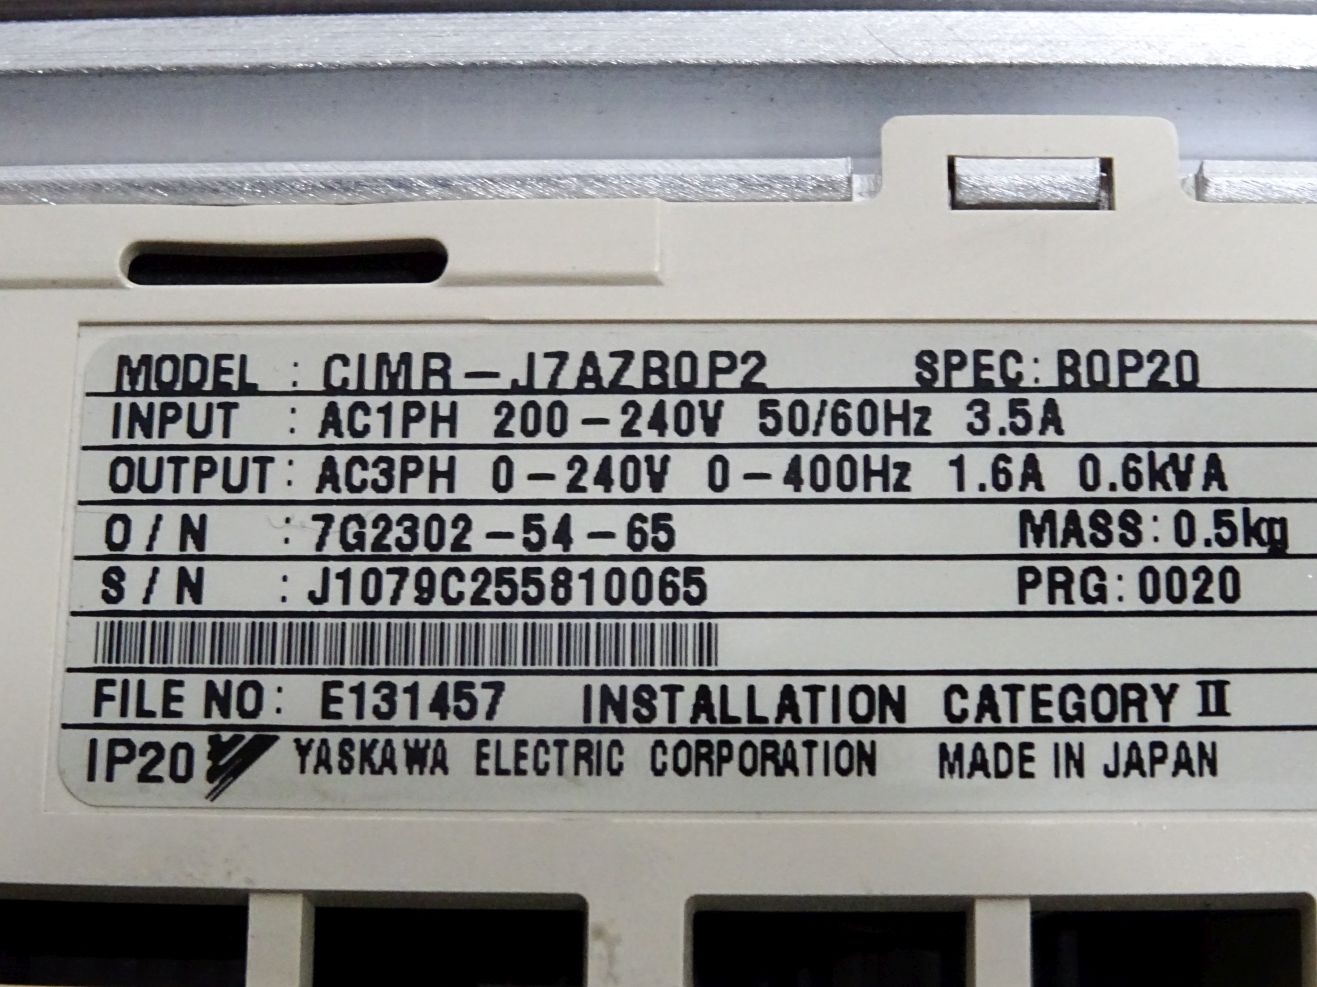 MODEL : CIMR-J7AZB0P2 SPEC: B0P20
INPUT : AC1PH 200-240V 50/60Hz 3.5A
OUTPUT: AC3PH 0-240V 0-400Hz 1.6A 0.6kVA
O/N : 7G2302-54-65 MASS: 0.5kg
S/N : J1079C255810065 PRG: 0020
FILE NO: E131457 INSTALLATION CATEGORY II
IP20 YASKAWA ELECTRIC CORPORATION MADE IN JAPAN